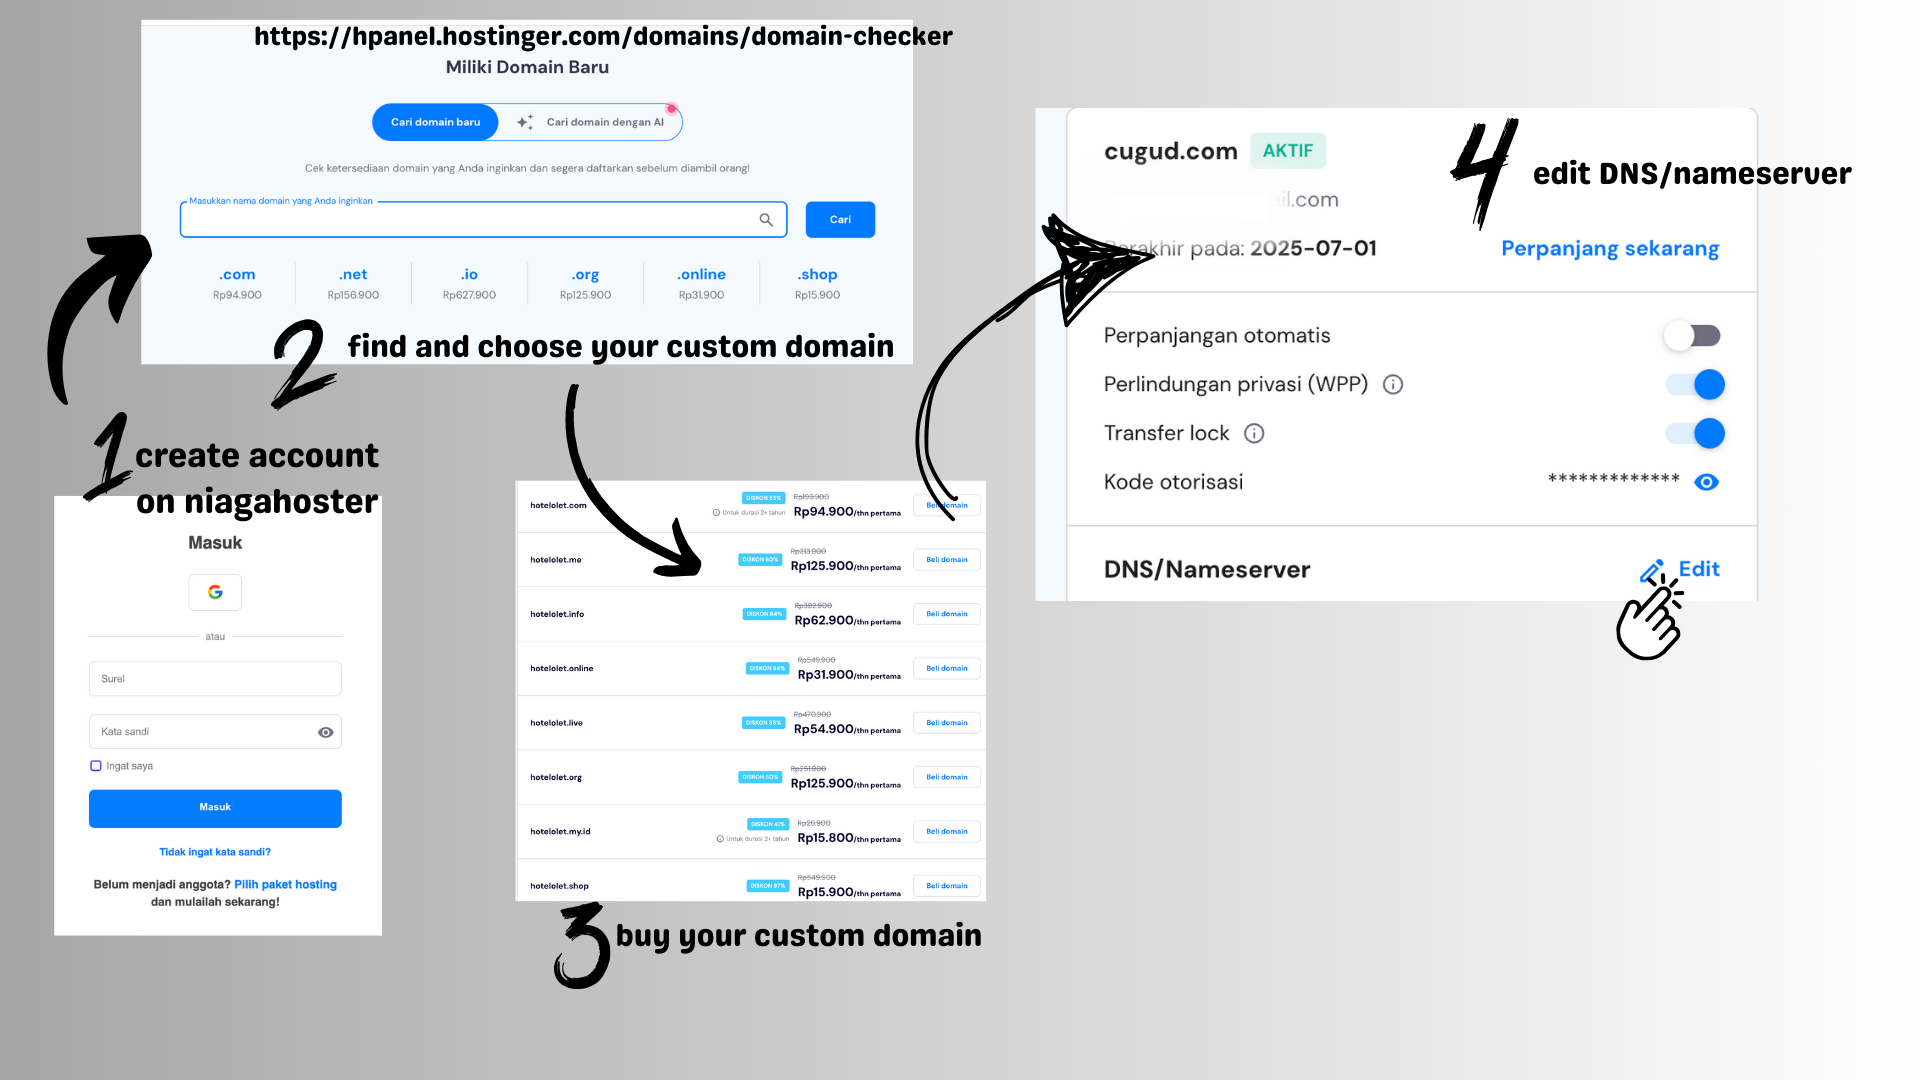 https://hpanel.hostinger.com/domains/domain-checker
Miliki Domain Baru
Cari domain baru
Cari domain dengan AI
Cek ketersediaan domain yang Anda inginkan dan segera daftarkan sebelum diambil orang!
Masukkan nama domain yang Anda inginkan
Cari
.com .net .io .org .online .shop
Rp94.900 Rp156.900 Rp627.900 Rp125.900 Rp31.900 Rp15.900
2 find and choose your custom domain
1 create account
on niagahoster
Masuk
G
atau
Surel
Kata sandi
Ingat saya
Masuk
Tidak ingat kata sandi?
Belum menjadi anggota? Pilih paket hosting
dan mulailah sekarang!
hotelolet.com DISKON 53% Rp199.900
Untuk durasi 2+ tahun Rp94.900/thn pertama Beli domain
hotelolet.me DISKON 60% Rp313.900
Rp125.900/thn pertama Beli domain
hotelolet.info DISKON 84% Rp392.900
Rp62.900/thn pertama Beli domain
hotelolet.online DISKON 94% Rp549.900
Rp31.900/thn pertama Beli domain
hotelolet.live DISKON 88% Rp470.900
Rp54.900/thn pertama Beli domain
hotelolet.org DISKON 50% Rp251.900
Rp125.900/thn pertama Beli domain
hotelolet.my.id DISKON 41% Rp26.900
Untuk durasi 2+ tahun Rp15.800/thn pertama Beli domain
hotelolet.shop DISKON 97% Rp549.900
Rp15.900/thn pertama Beli domain
3 buy your custom domain
4 edit DNS/nameserver
cugud.com AKTIF
il.com
pada: 2025-07-01 Perpanjang sekarang
Perpanjangan otomatis
Perlindungan privasi (WPP)
Transfer lock
Kode otorisasi *************
DNS/Nameserver Edit